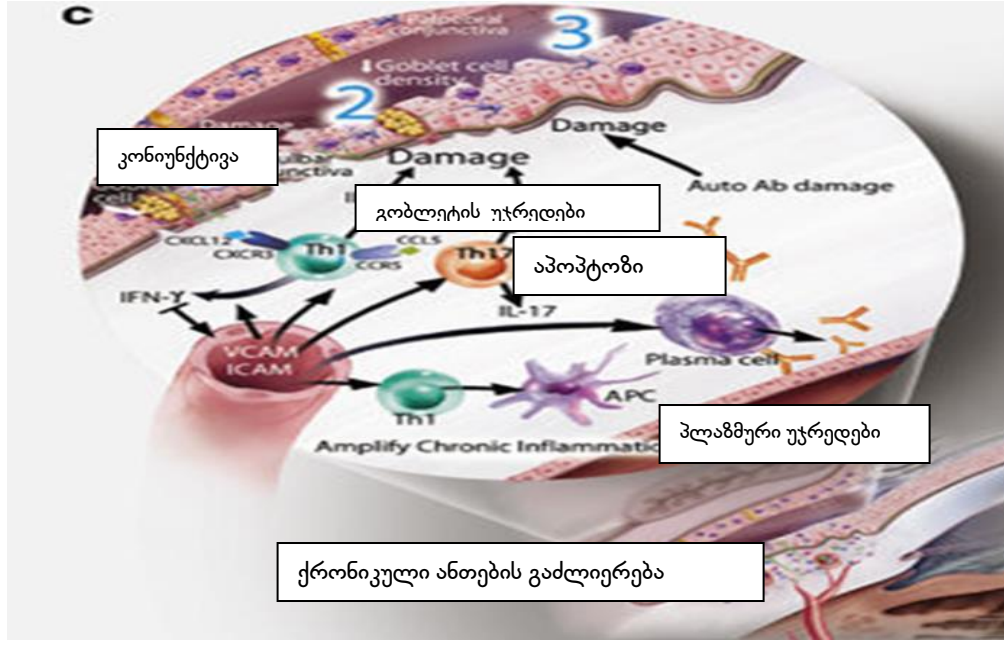 c
Palpebral
conjunctiva
3
Goblet cell
density
2
Damage
Damage
კონიუნქტივა
Damage
Auto Ab damage
cell
გობლეტის უჯრედები
CXCL12
CXCR3
Th1
CCL5
CCR5
Th17
აპოპტოზი
IFN-γ
IL-17
VCAM
ICAM
Plasma cell
Th1
APC
პლაზმური უჯრედები
Amplify Chronic
ქრონიკული ანთების გაძლიერება